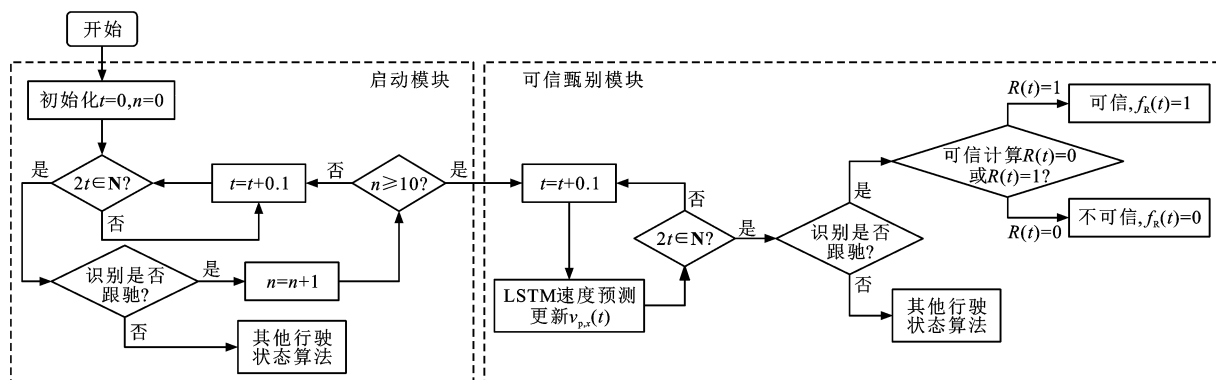 开始
启动模块
初始化t=0,n=0
是
2t∈N?
否
t=t+0.1
否
n≥10?
是
识别是否
跟驰?
是
n=n+1
否
其他行驶
状态算法
可信甄别模块
t=t+0.1
否
2t∈N?
是
LSTM速度预测
更新vp,x(t)
识别是否
跟驰?
是
否
其他行驶
状态算法
可信计算R(t)=0
或R(t)=1?
R(t)=1
可信,fR(t)=1
R(t)=0
不可信,fR(t)=0